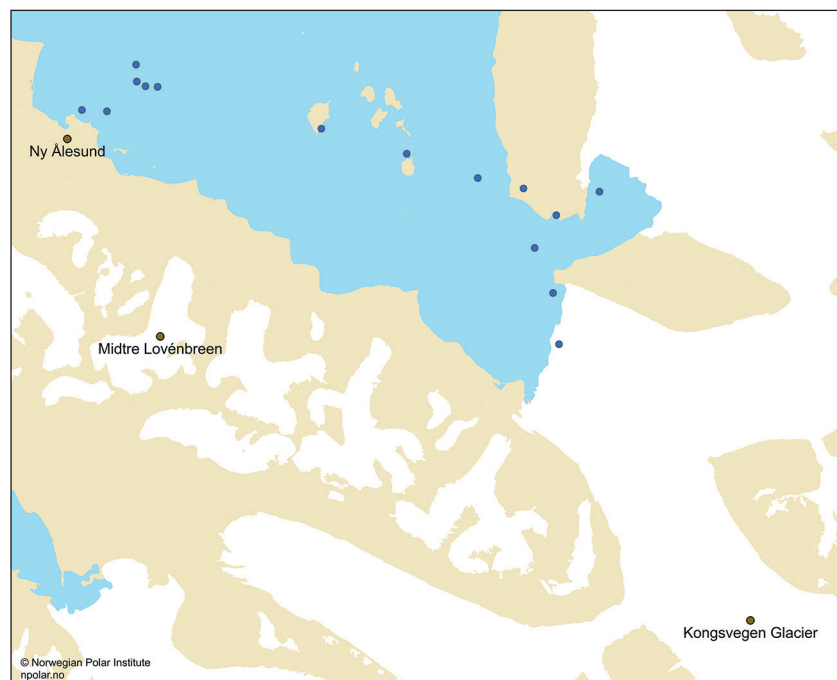 Ny Ålesund
Midtre Lovénbreen
Kongsvegen Glacier
© Norwegian Polar Institute
npolar.no